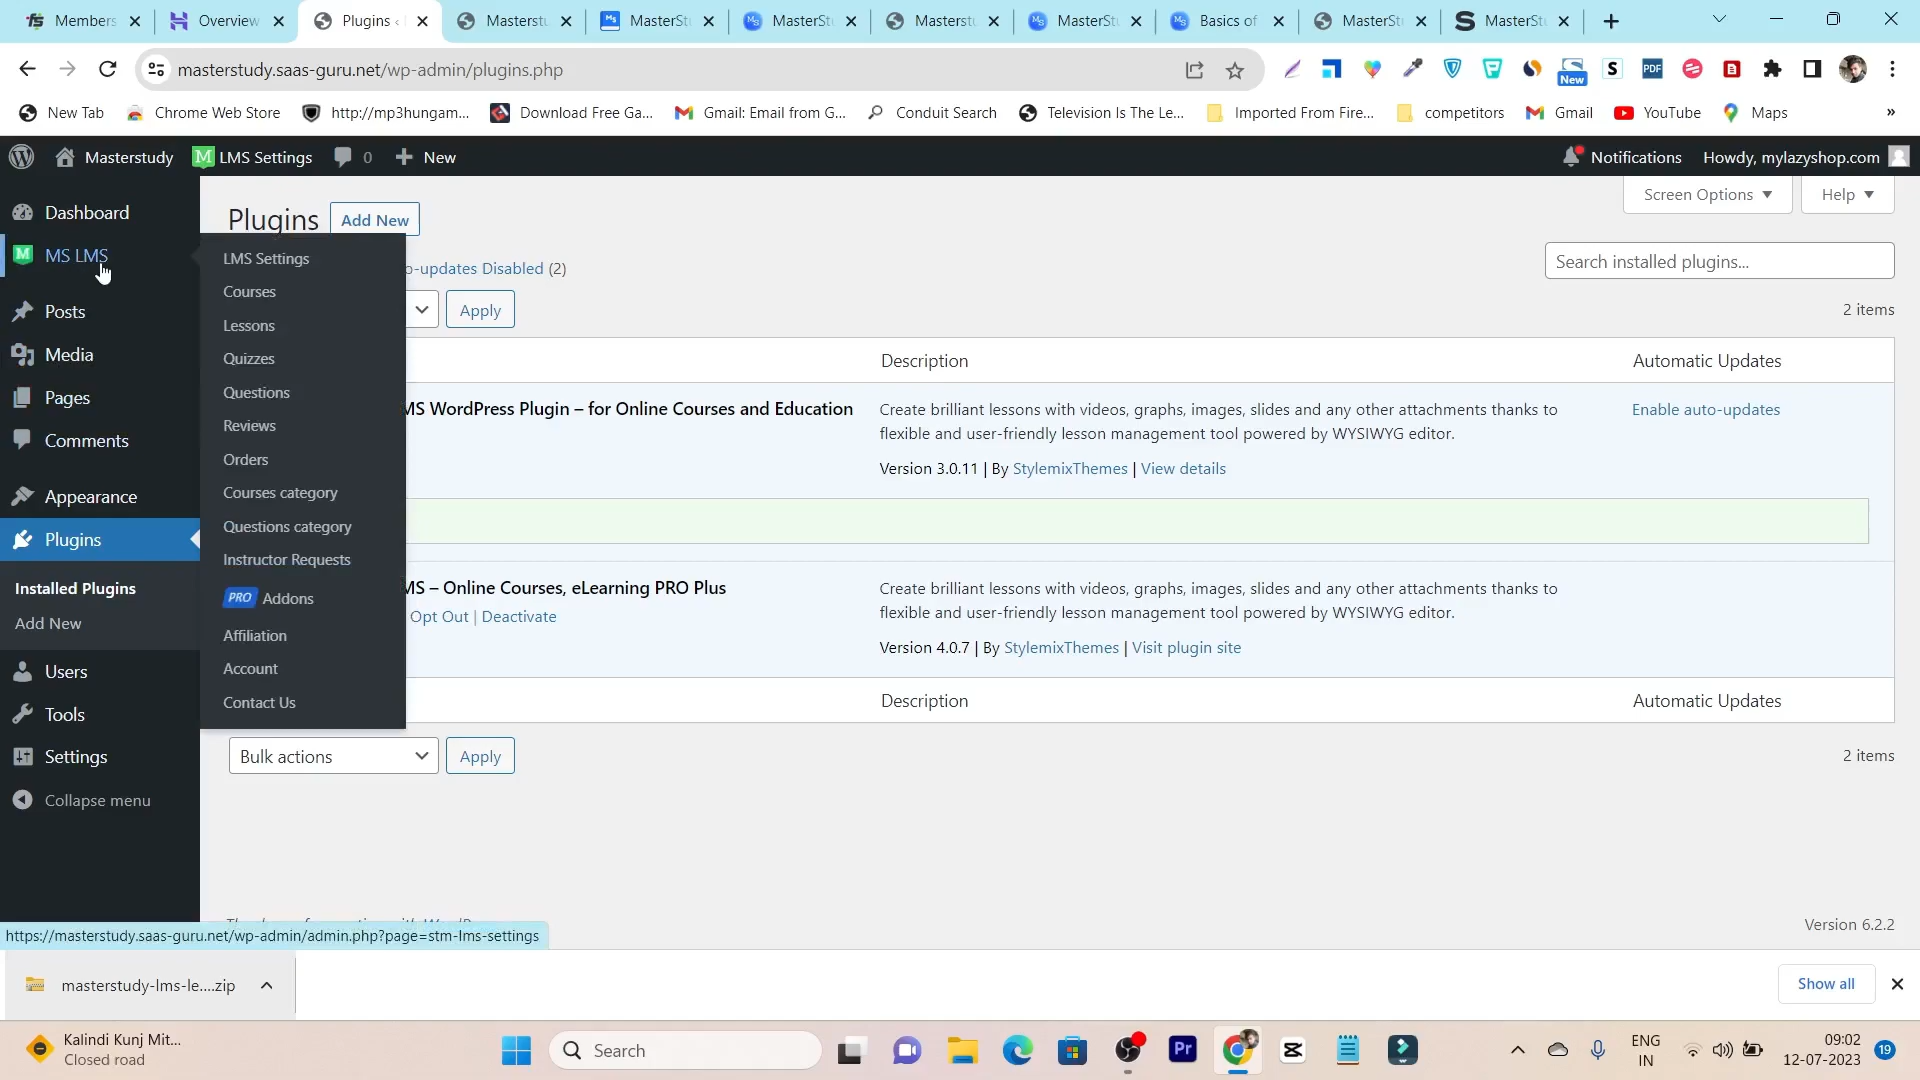 Members
Overview
Plugins ‹
Masterstu
MasterStu
MasterStu
Masterstu
MasterStu
Basics of
MasterStu
MasterStu
masterstudy.saas-guru.net/wp-admin/plugins.php
New
S
PDF
New Tab
Chrome Web Store
http://mp3hungam...
Download Free Ga...
Gmail: Email from G...
Conduit Search
Television Is The Le...
Imported From Fire...
competitors
Gmail
YouTube
Maps
»
Masterstudy
M LMS Settings
0
New
Notifications
Howdy, mylazyshop.com
Dashboard
M MS LMS
Posts
Media
Pages
Comments
Appearance
Plugins
Installed Plugins
Add New
Users
Tools
Settings
Collapse menu
LMS Settings
Courses
Lessons
Quizzes
Questions
Reviews
Orders
Courses category
Questions category
Instructor Requests
PRO Addons
Affiliation
Account
Contact Us
Screen Options
Help
Plugins
Add New
o-updates Disabled (2)
Search installed plugins...
Apply
2 items
Description
Automatic Updates
MS WordPress Plugin – for Online Courses and Education
Create brilliant lessons with videos, graphs, images, slides and any other attachments thanks to
flexible and user-friendly lesson management tool powered by WYSIWYG editor.
Version 3.0.11 | By StylemixThemes | View details
Enable auto-updates
MS – Online Courses, eLearning PRO Plus
Opt Out | Deactivate
Create brilliant lessons with videos, graphs, images, slides and any other attachments thanks to
flexible and user-friendly lesson management tool powered by WYSIWYG editor.
Version 4.0.7 | By StylemixThemes | Visit plugin site
Description
Automatic Updates
Bulk actions
Apply
2 items
Version 6.2.2
https://masterstudy.saas-guru.net/wp-admin/admin.php?page=stm-lms-settings
masterstudy-lms-le....zip
Show all
Kalindi Kunj Mit...
Closed road
Search
Pr
ENG
IN
09:02
12-07-2023
19